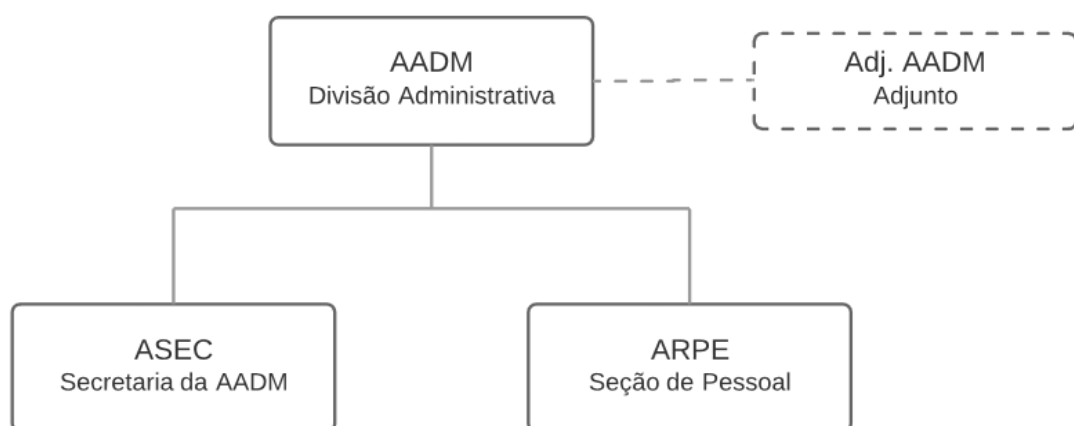 AADM
Divisão Administrativa
Adj. AADM
Adjunto
ASEC
Secretaria da AADM
ARPE
Seção de Pessoal